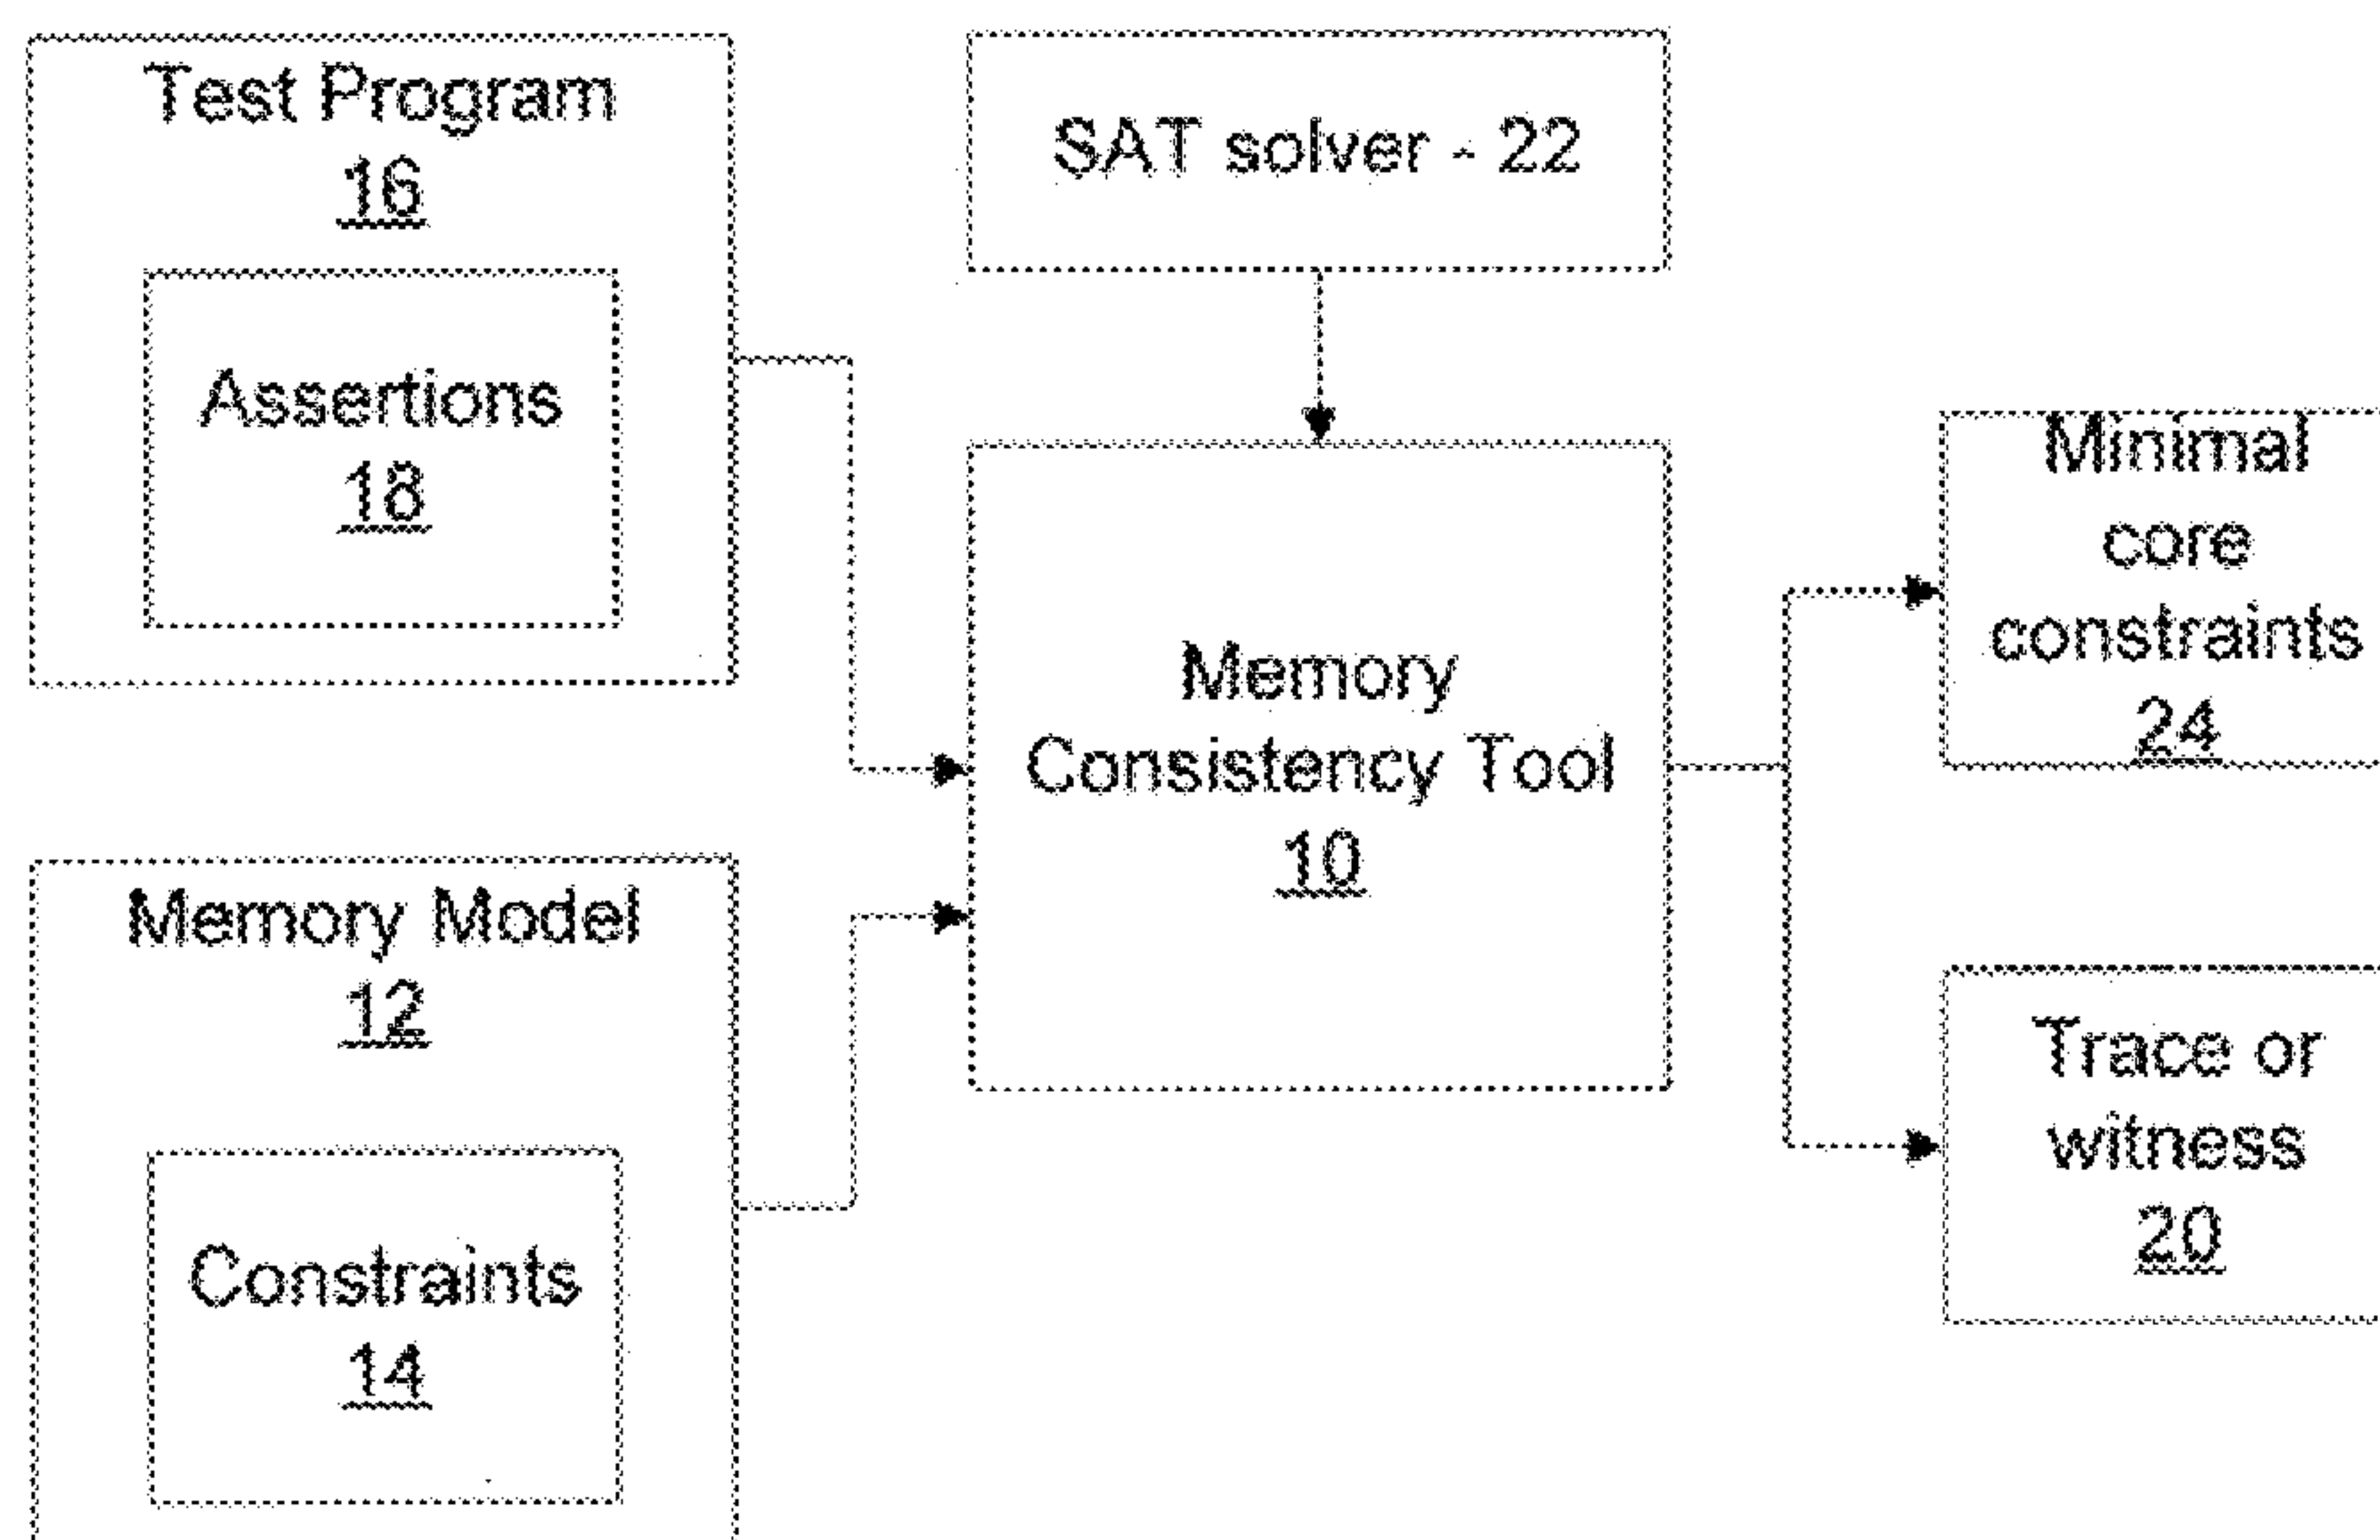 Test Program
16
Assertions
18
SAT solver - 22
Memory
Consistency Tool
10
Memory Model
12
Constraints
14
Minimal
core
constraints
24
Trace or
witness
20